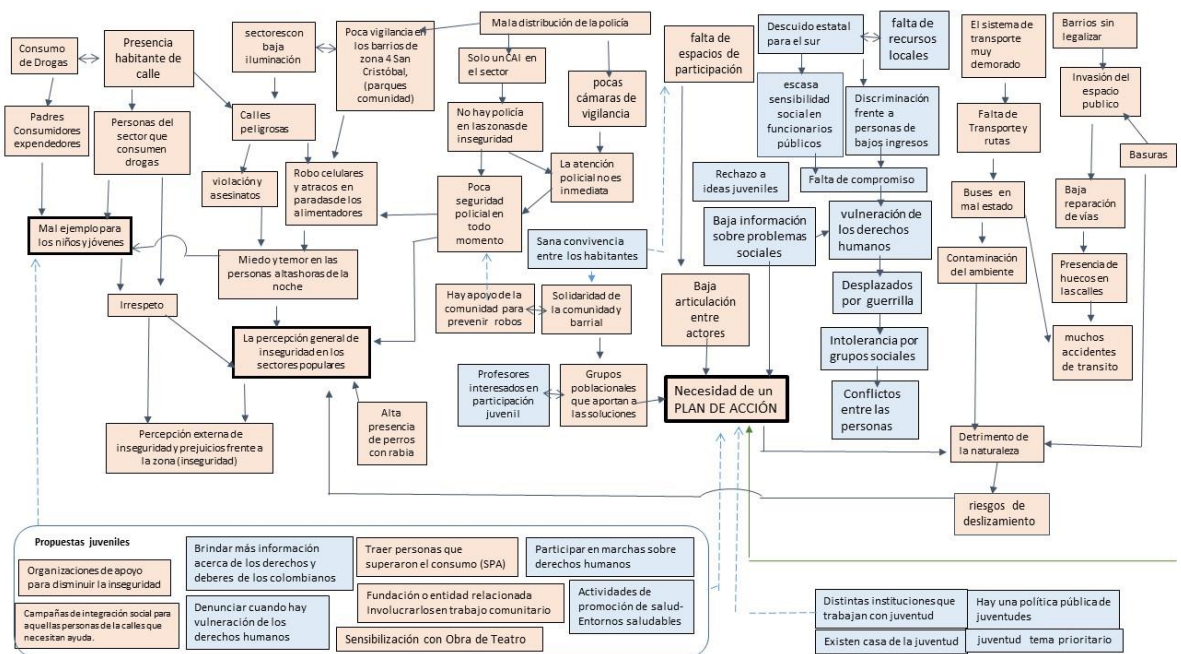 Consumo
de Drogas
Presencia
habitante de
calle
sectorescon
baja
iluminación
Poca vigilancia en
los barrios de
zona 4 San
Cristóbal,
(parques
comunidad)
Mala distribución de la policía
Solo un CAI en
el sector
pocas
cámaras de
vigilancia
falta de
espacios de
participación
Descuido estatal
para el sur
falta de
recursos
locales
El sistema de
transporte
muy
demorado
Barrios sin
legalizar
Invasión del
espacio
publico
Padres
Consumidores
expendedores
Personas del
sector que
consumen
drogas
Calles
peligrosas
No hay policía
en las zonas de
inseguridad
escasa
sensibilidad
social en
funcionarios
públicos
Discriminación
frente a
personas de
bajos ingresos
Falta de
Transporte y
rutas
Basuras
violación y
asesinatos
Robo celulares
y atracos en
paradas de los
alimentadores
La atención
policial no es
inmediata
Rechazo a
ideas juveniles
Falta de compromiso
Buses en
mal estado
Baja
reparación
de vías
Mal ejemplo para
los niños y jóvenes
Poca
seguridad
policial en
todo
momento
Sana convivencia
entre los habitantes
Baja información
sobre problemas
sociales
vulneración de
los derechos
humanos
Miedo y temor en las
personas altas horas de la
noche
Contaminación
del ambiente
Presencia de
huecos en
las calles
Irrespeto
Hay apoyo de la
comunidad para
prevenir robos
Solidaridad de
la comunidad y
barrial
Baja
articulación
entre
actores
Desplazados
por guerrilla
La percepción general de
inseguridad en los
sectores populares
Intolerancia por
grupos sociales
muchos
accidentes
de transito
Profesores
interesados en
participación
juvenil
Grupos
poblacionales
que aportan a
las soluciones
Necesidad de un
PLAN DE ACCIÓN
Conflictos
entre las
personas
Percepción externa de
inseguridad y prejuicios frente a
la zona (inseguridad)
Alta
presencia
de perros
con rabia
Detrimento de
la naturaleza
riesgos de
deslizamiento
Propuestas juveniles
Organizaciones de apoyo
para disminuir la inseguridad
Campañas de integración social para
aquellas personas de la calles que
necesitan ayuda.
Brindar más información
acerca de los derechos y
deberes de los colombianos
Denunciar cuando hay
vulneración de los
derechos humanos
Traer personas que
superaron el consumo (SPA)
Fundación o entidad relacionada
Involucrarlos en trabajo comunitario
Sensibilización con Obra de Teatro
Participar en marchas sobre
derechos humanos
Actividades de
promoción de salud-
Entornos saludables
Distintas instituciones que
trabajan con juventud
Hay una política pública de
juventudes
Existen casa de la juventud
juventud tema prioritario